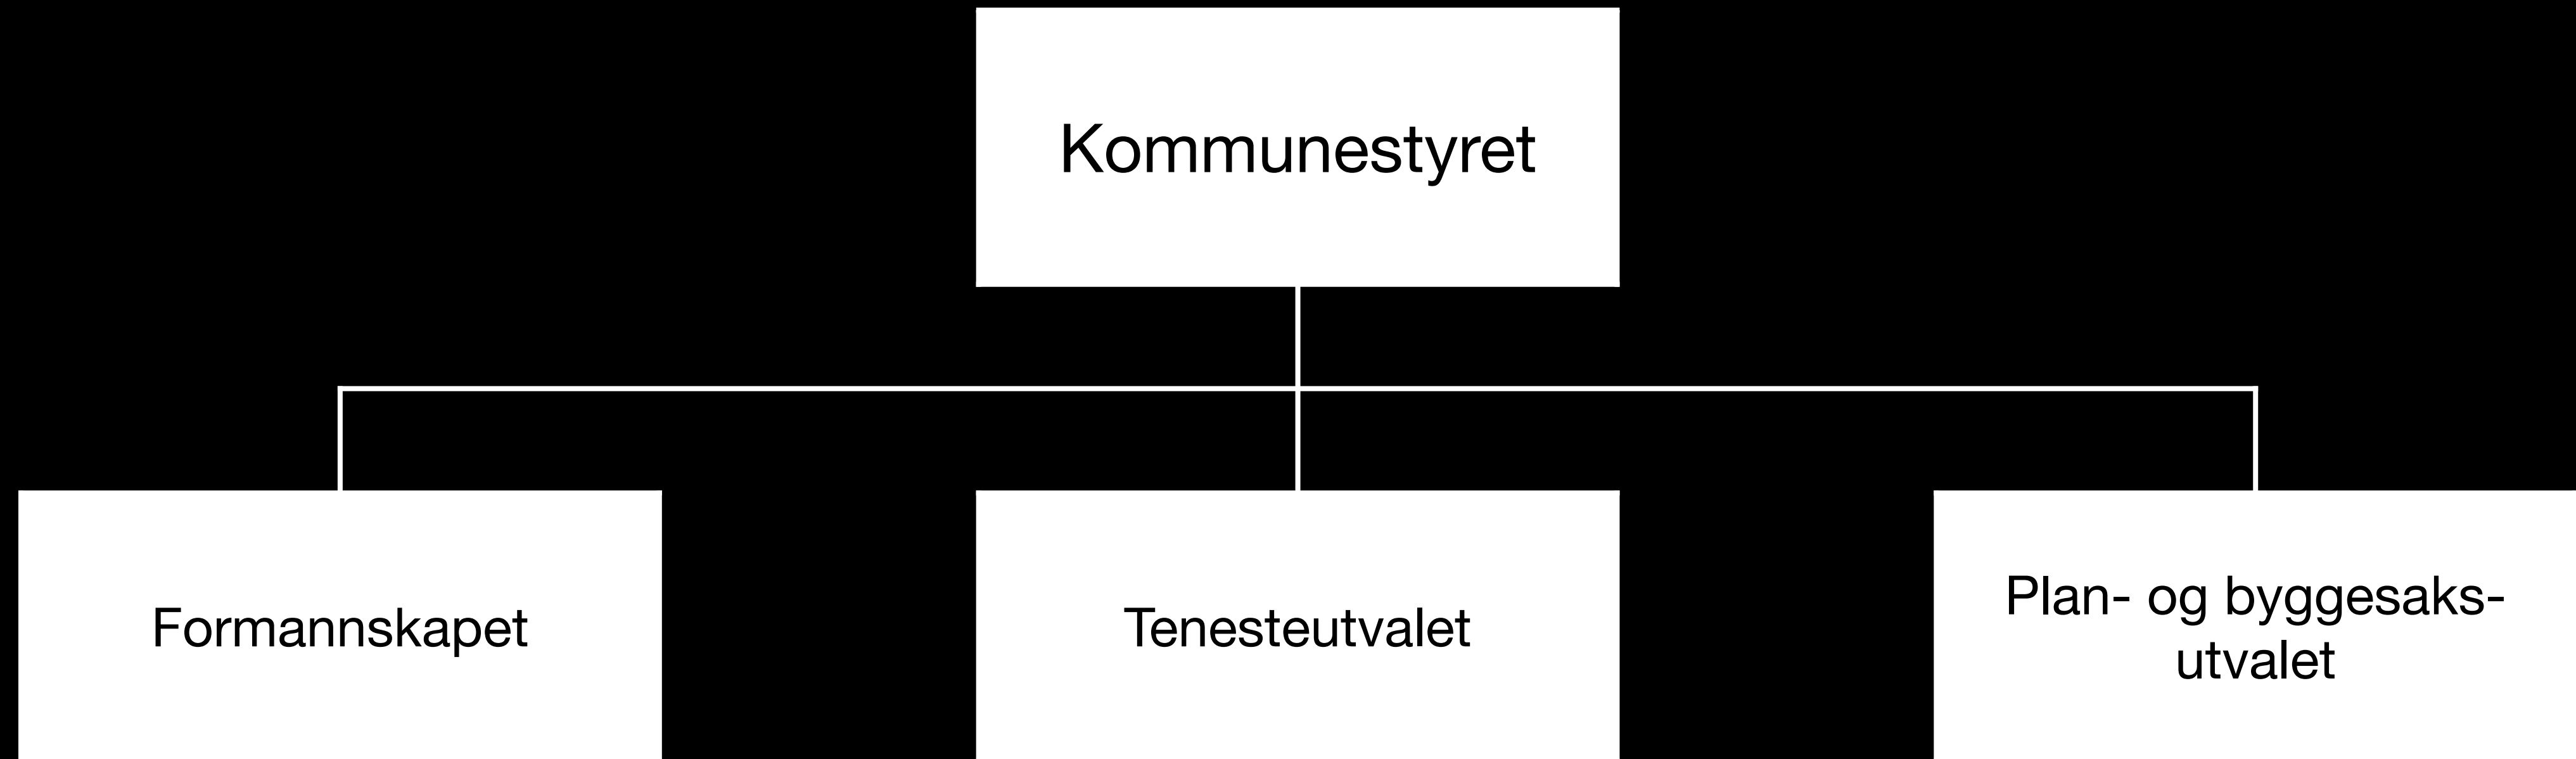 Kommunestyret
Formannskapet
Tenesteutvalet
Plan- og byggesaks-
utvalet